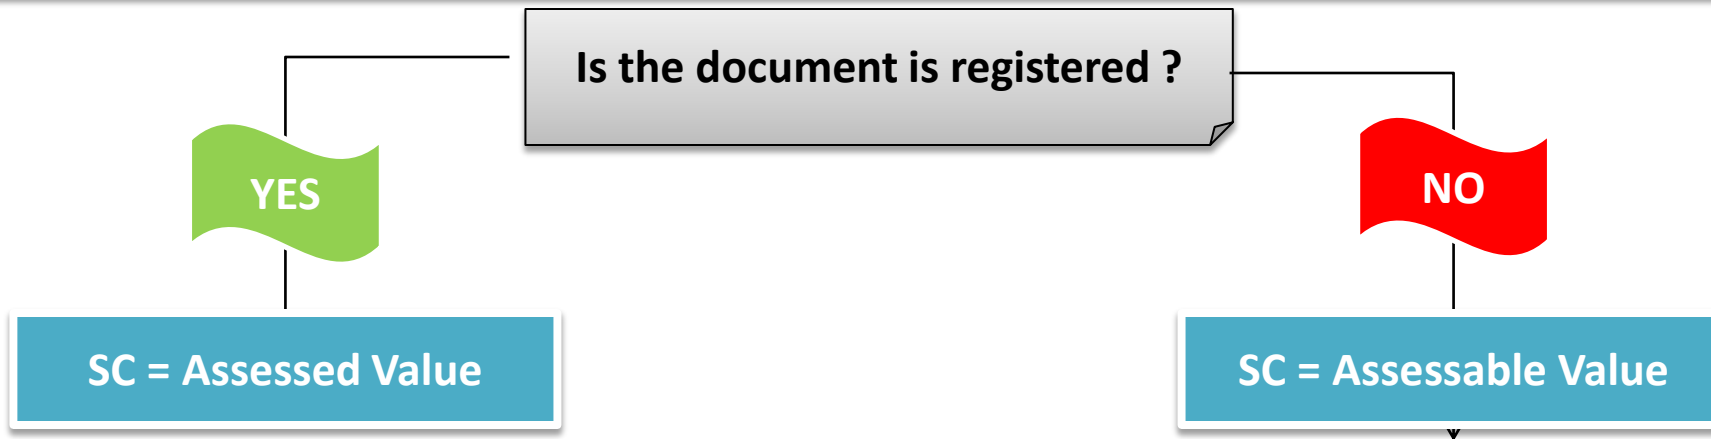 Is the document is registered ?
YES
NO
SC = Assessed Value
SC = Assessable Value